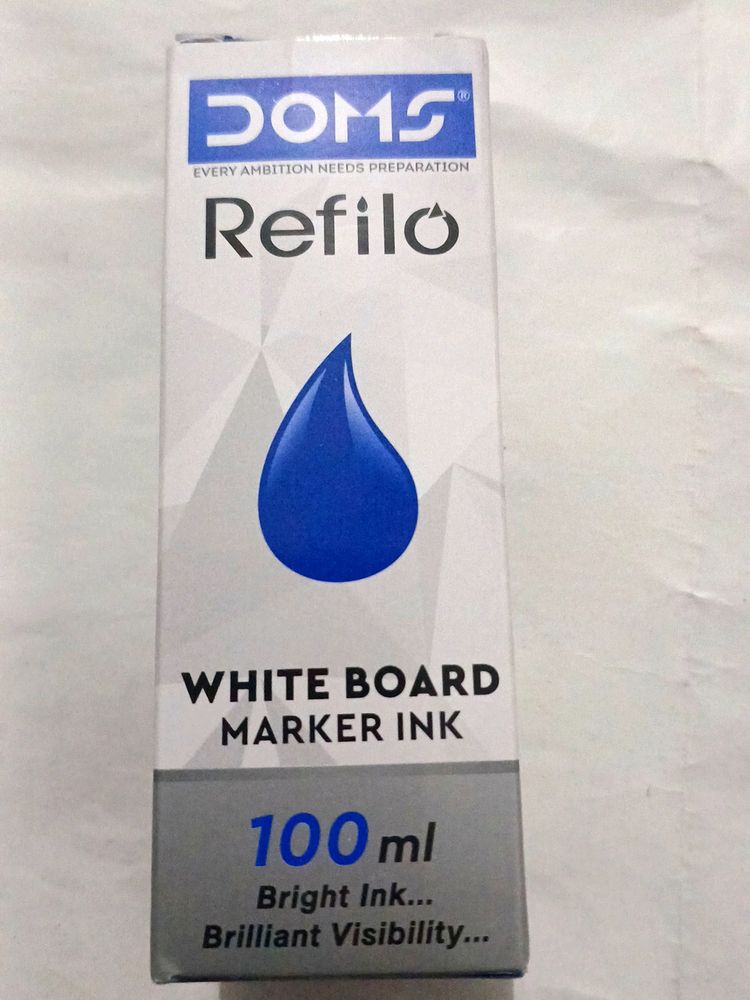 DOMS®
EVERY AMBITION NEEDS PREPARATION
Refilo
WHITE BOARD
MARKER INK
100 ml
Bright Ink...
Brilliant Visibility...